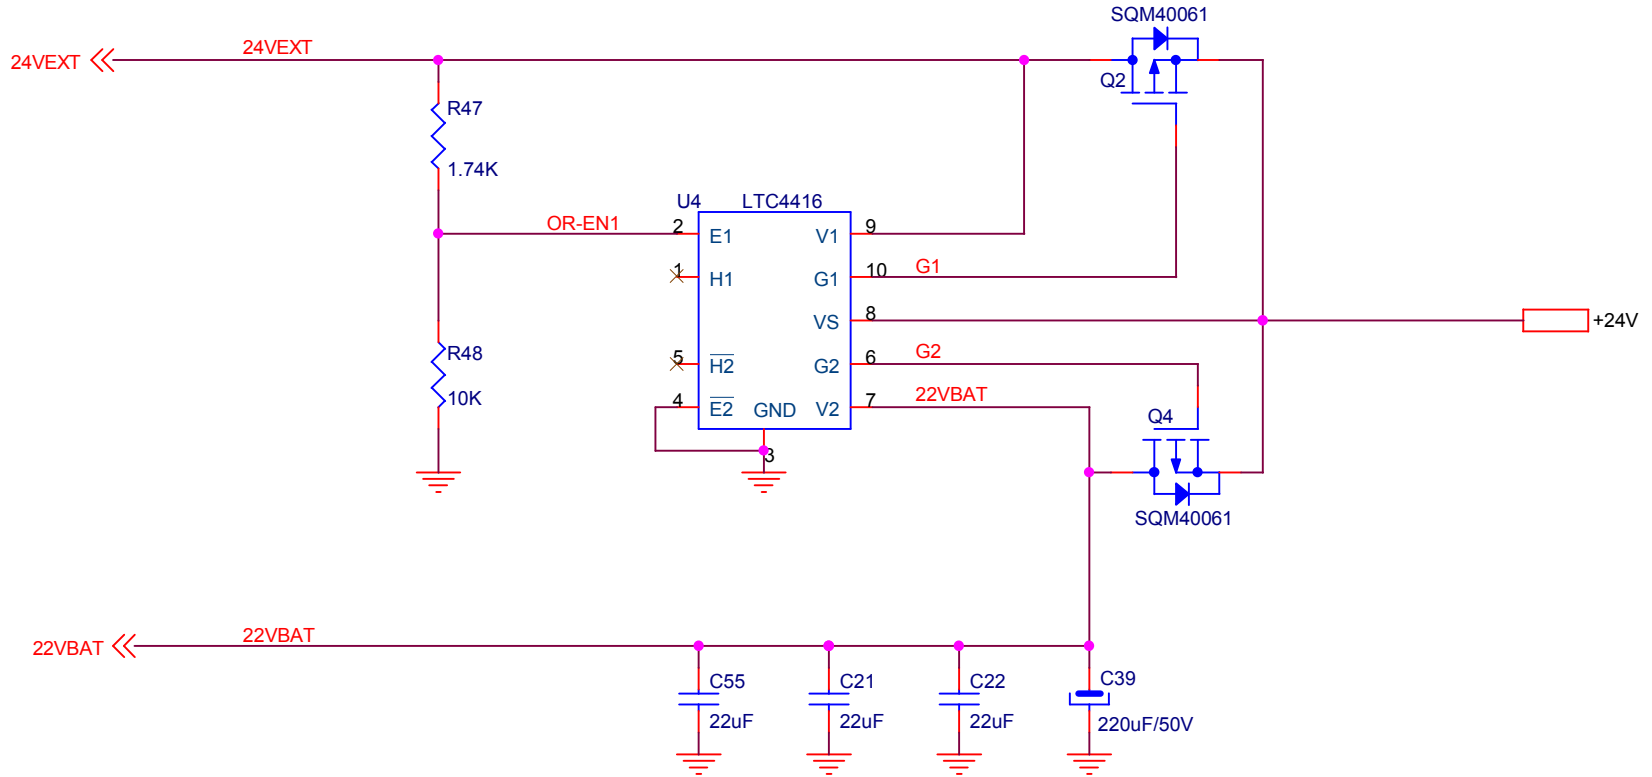 SQM40061
24VEXT
24VEXT
Q2
R47
1.74K
U4
LTC4416
OR-EN1
2
E1
V1
9
1
H1
G1
10
G1
VS
8
+24V
R48
5
H2
G2
6
G2
10K
4
E2
GND
V2
7
22VBAT
Q4
3
SQM40061
22VBAT
22VBAT
C55
22uF
C21
22uF
C22
22uF
C39
220uF/50V